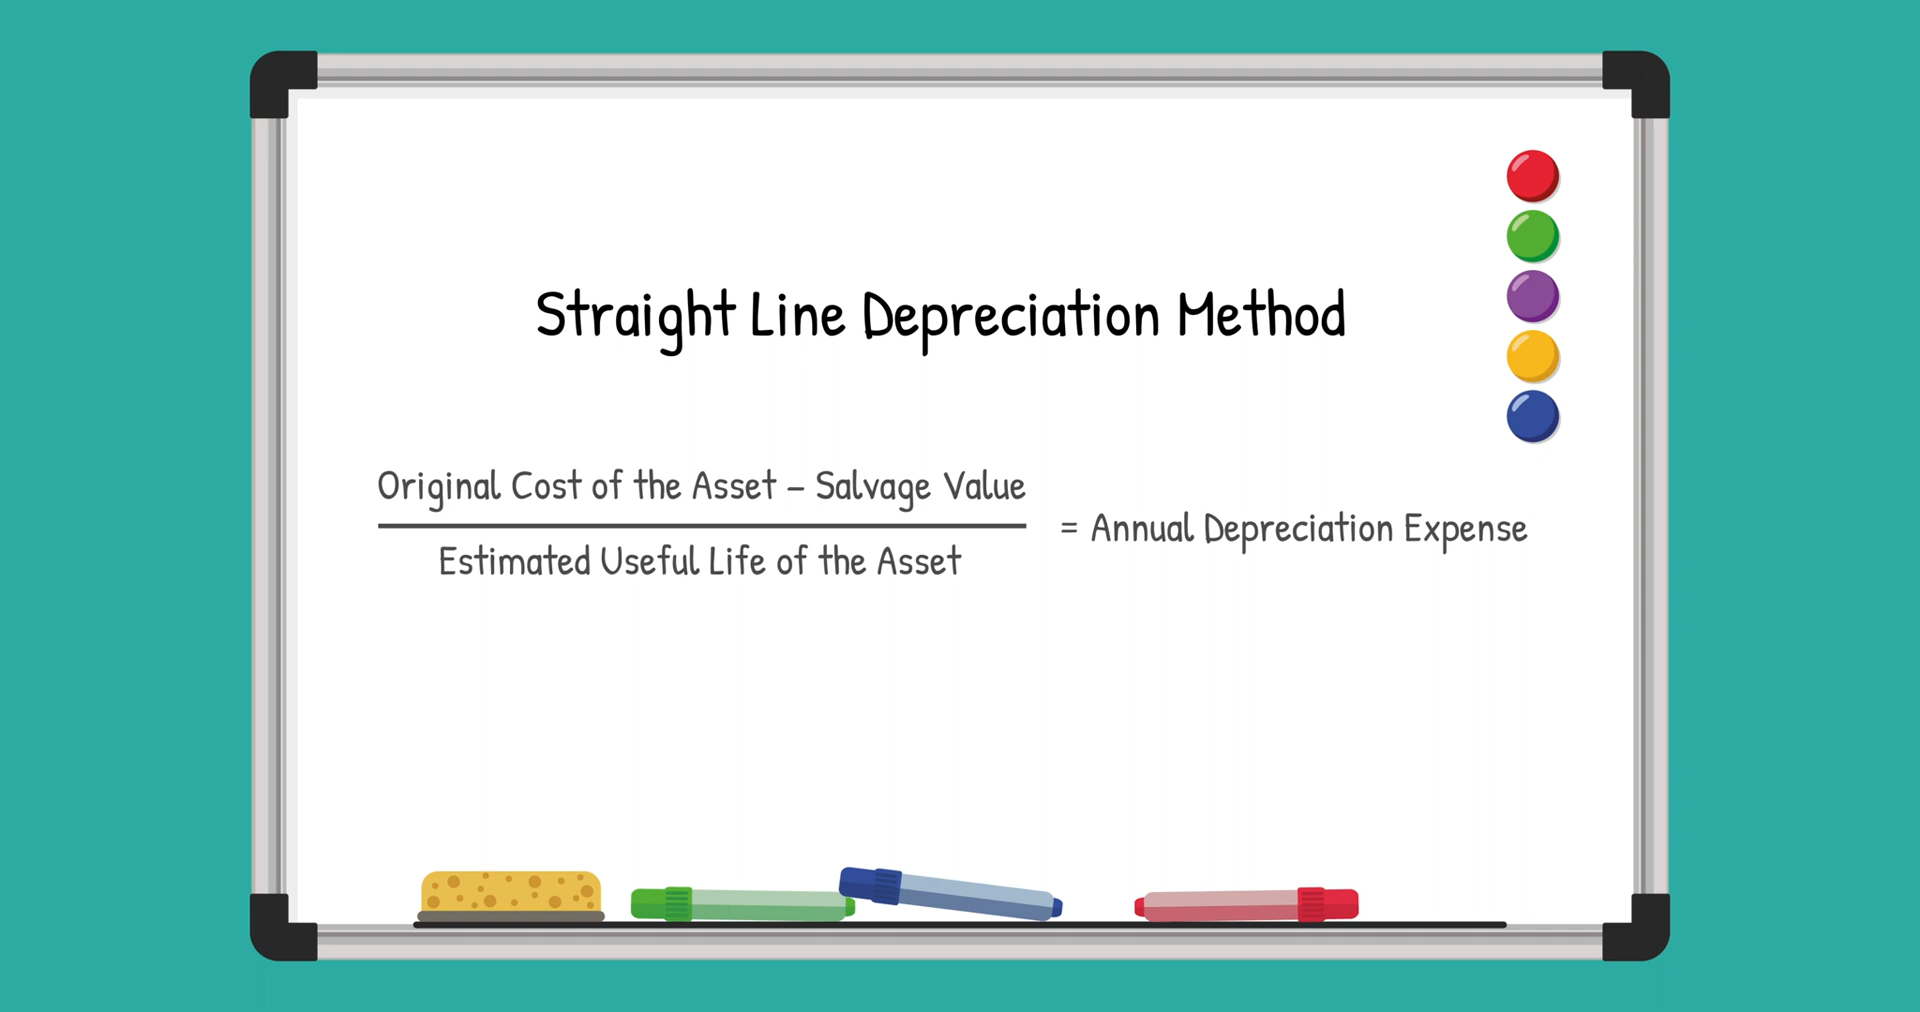 Straight Line Depreciation Method
Original Cost of the Asset – Salvage Value
Estimated Useful Life of the Asset
= Annual Depreciation Expense